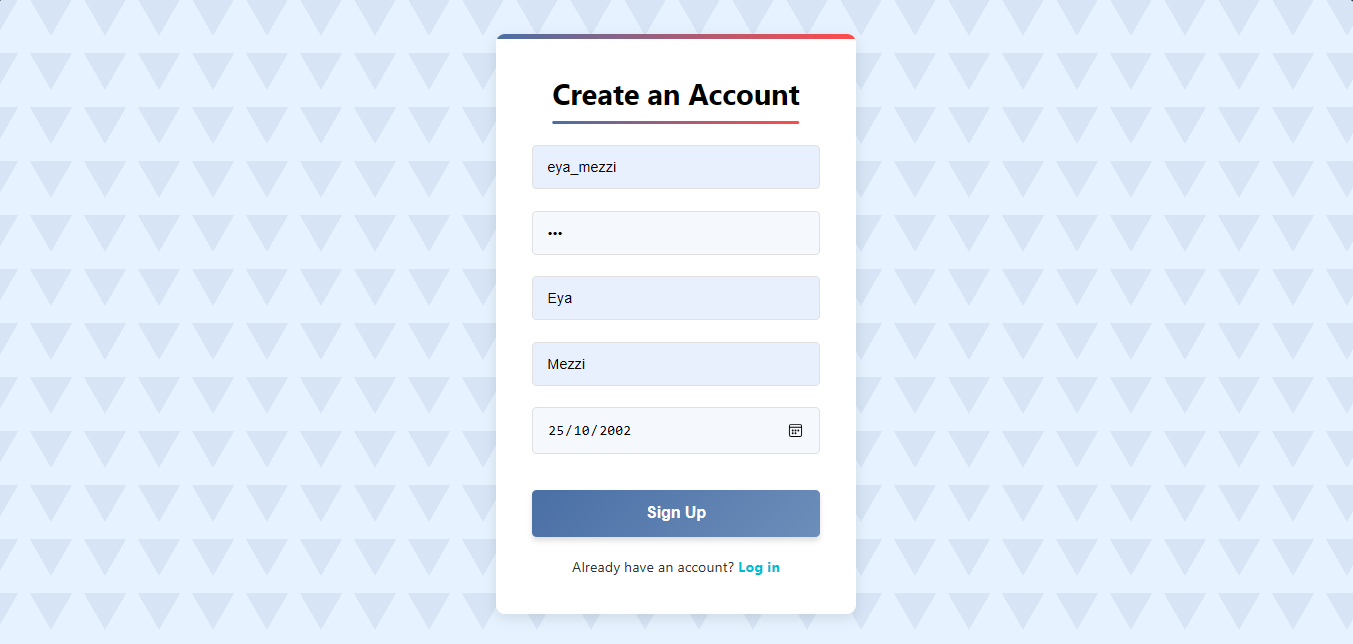 Create an Account
eya_mezzi
•••
Eya
Mezzi
25/10/2002
Sign Up
Already have an account? Log in